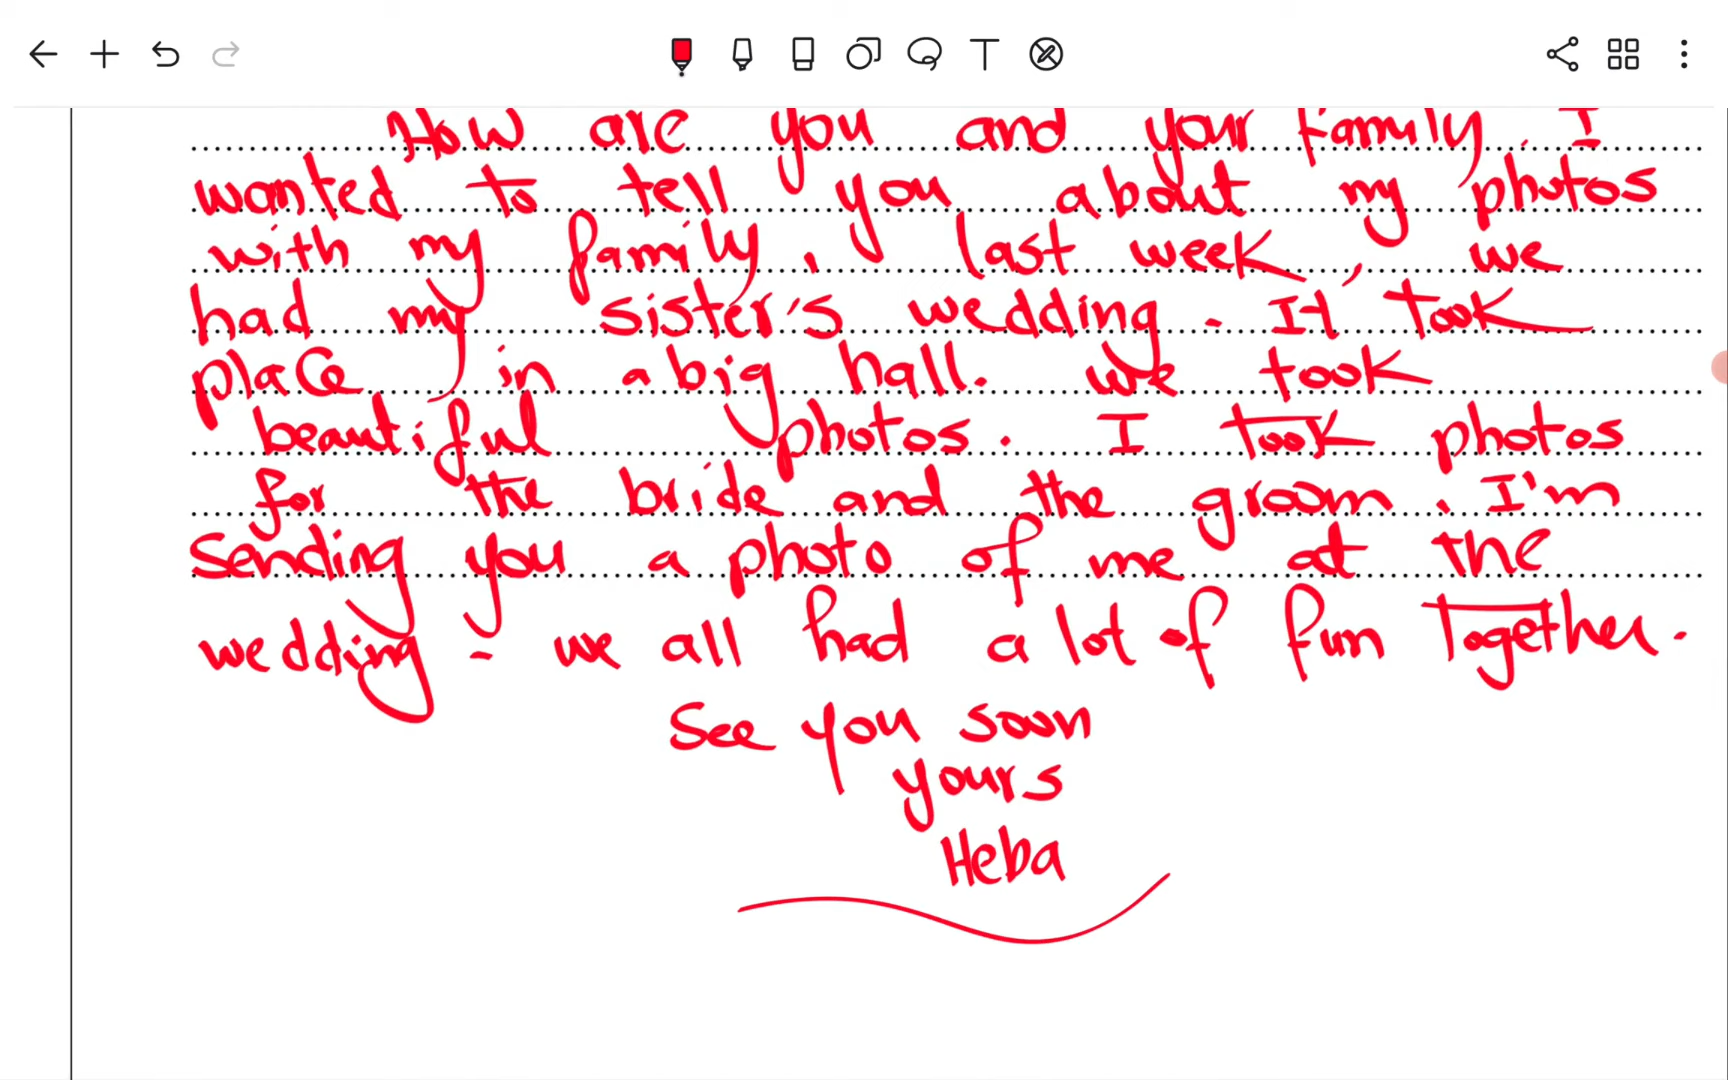 How are you and your family. I
wanted to tell you about my photos
with my family. last week, we
had my sister's wedding. It took
place in a big hall. we took
beautiful photos. I took photos
for the bride and the groom. I'm
sending you a photo of me at the
wedding - we all had a lot of fun Together.
See you soon
yours
Heba